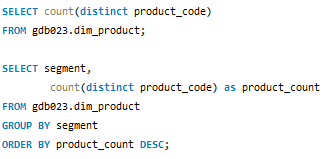 SELECT count(distinct product_code)
FROM gdb023.dim_product;

SELECT segment,
       count(distinct product_code) as product_count
FROM gdb023.dim_product
GROUP BY segment
ORDER BY product_count DESC;